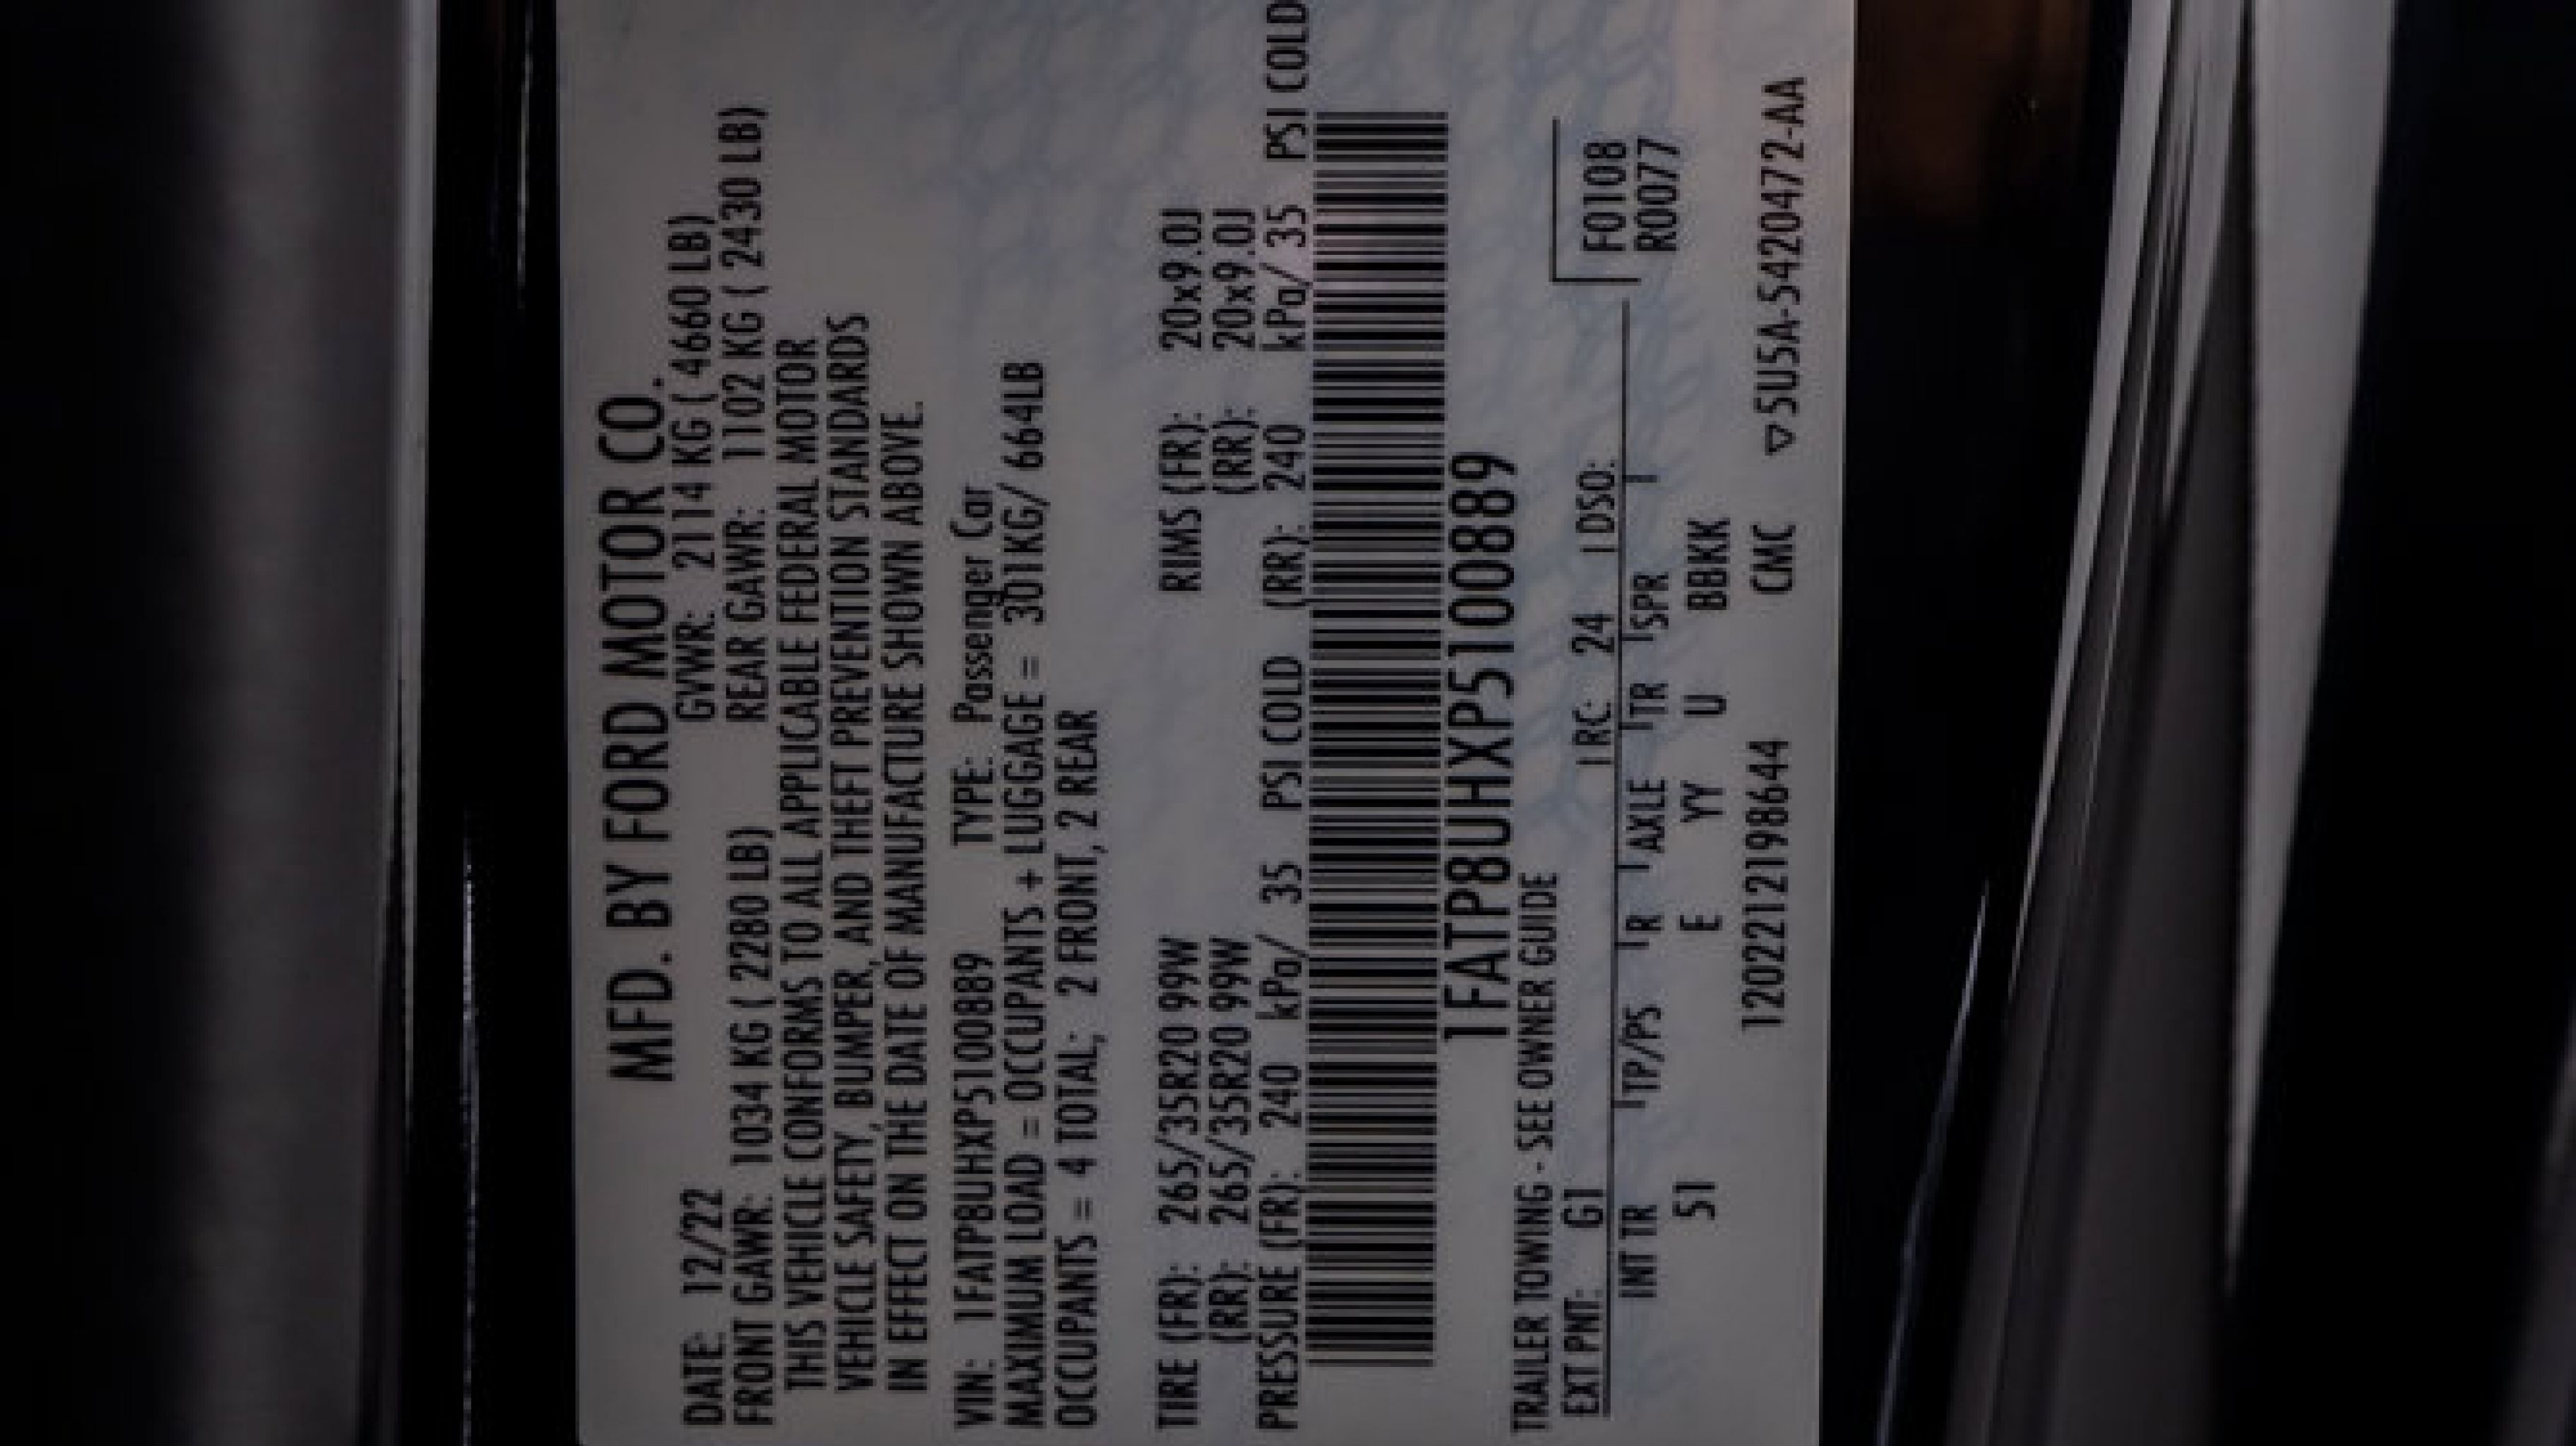 MFD. BY FORD MOTOR CO.
DATE: 12/22 GVWR: 2114 KG ( 4660 LB)
FRONT GAWR: 1034 KG ( 2280 LB) REAR GAWR: 1102 KG ( 2430 LB)
THIS VEHICLE CONFORMS TO ALL APPLICABLE FEDERAL MOTOR
VEHICLE SAFETY, BUMPER, AND THEFT PREVENTION STANDARDS
IN EFFECT ON THE DATE OF MANUFACTURE SHOWN ABOVE.
VIN: 1FATP8UHXP5100889 TYPE: Passenger Car
MAXIMUM LOAD = OCCUPANTS + LUGGAGE = 301KG/ 664LB
OCCUPANTS = 4 TOTAL; 2 FRONT, 2 REAR
TIRE (FR): 265/35R20 99W RIMS (FR): 20x9.0J
(RR): 265/35R20 99W (RR): 20x9.0J
PRESSURE (FR): 240 kPa/ 35 PSI COLD (RR): 240 kPa/ 35 PSI COLD
1FATP8UHXP5100889
TRAILER TOWING - SEE OWNER GUIDE
EXT PNT: G1 RC: 24 DSO: F0108
INT TR TP/PS R AXLE TR SPR R0077
51 E YY U BBKK
1202212198644 CMC ▽5U5A-5420472-AA